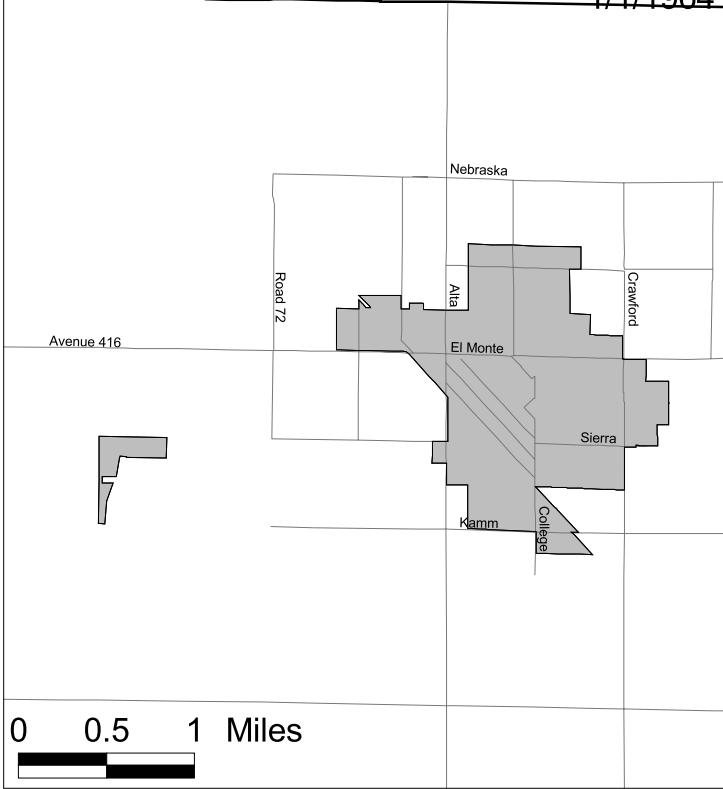 Nebraska
Road 72
Alta
Crawford
Avenue 416
El Monte
Sierra
Kamm
College
0 0.5 1 Miles